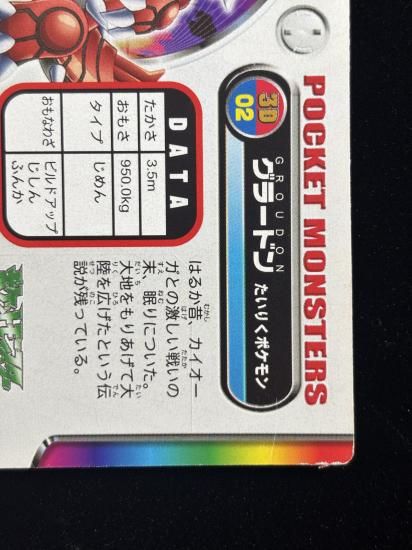 POCKET MONSTERS
3D
02
GROUDON
グラードン たいりくポケモン
DATA
たかさ 3.5m
おもさ 950.0kg
タイプ じめん
おもなわざ ビルドアップ
じしん
ふんか
はるか昔、カイオー
ガとの激しい戦いの
末、眠りについた。
大地をもりあげて大
陸を広げたという伝
説が残っている。